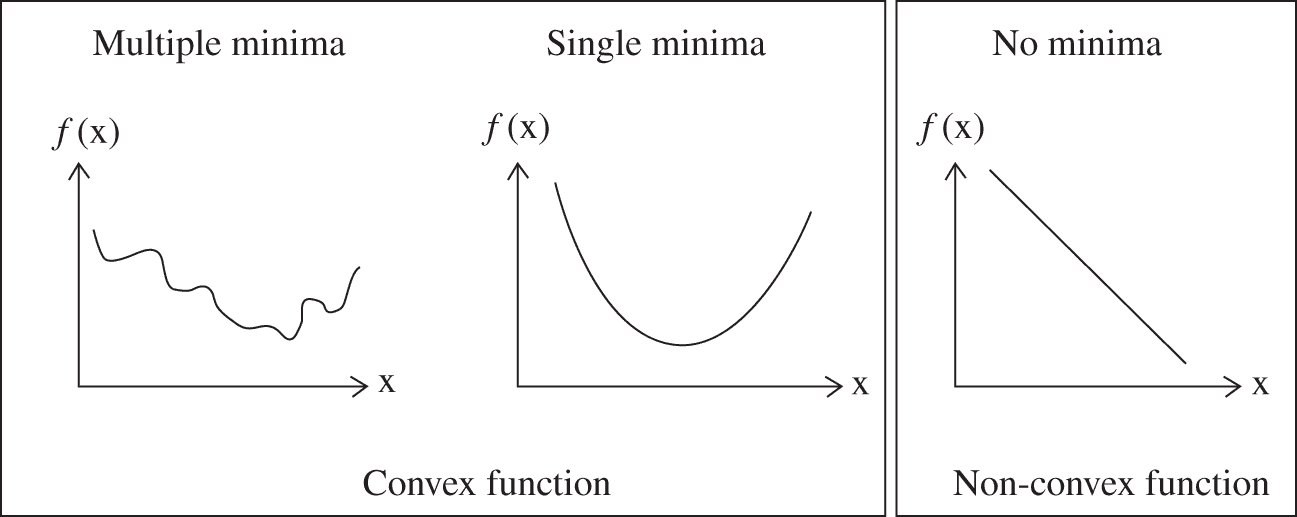 Multiple minima
f (x)
x
Single minima
f (x)
x
Convex function
No minima
f (x)
x
Non-convex function